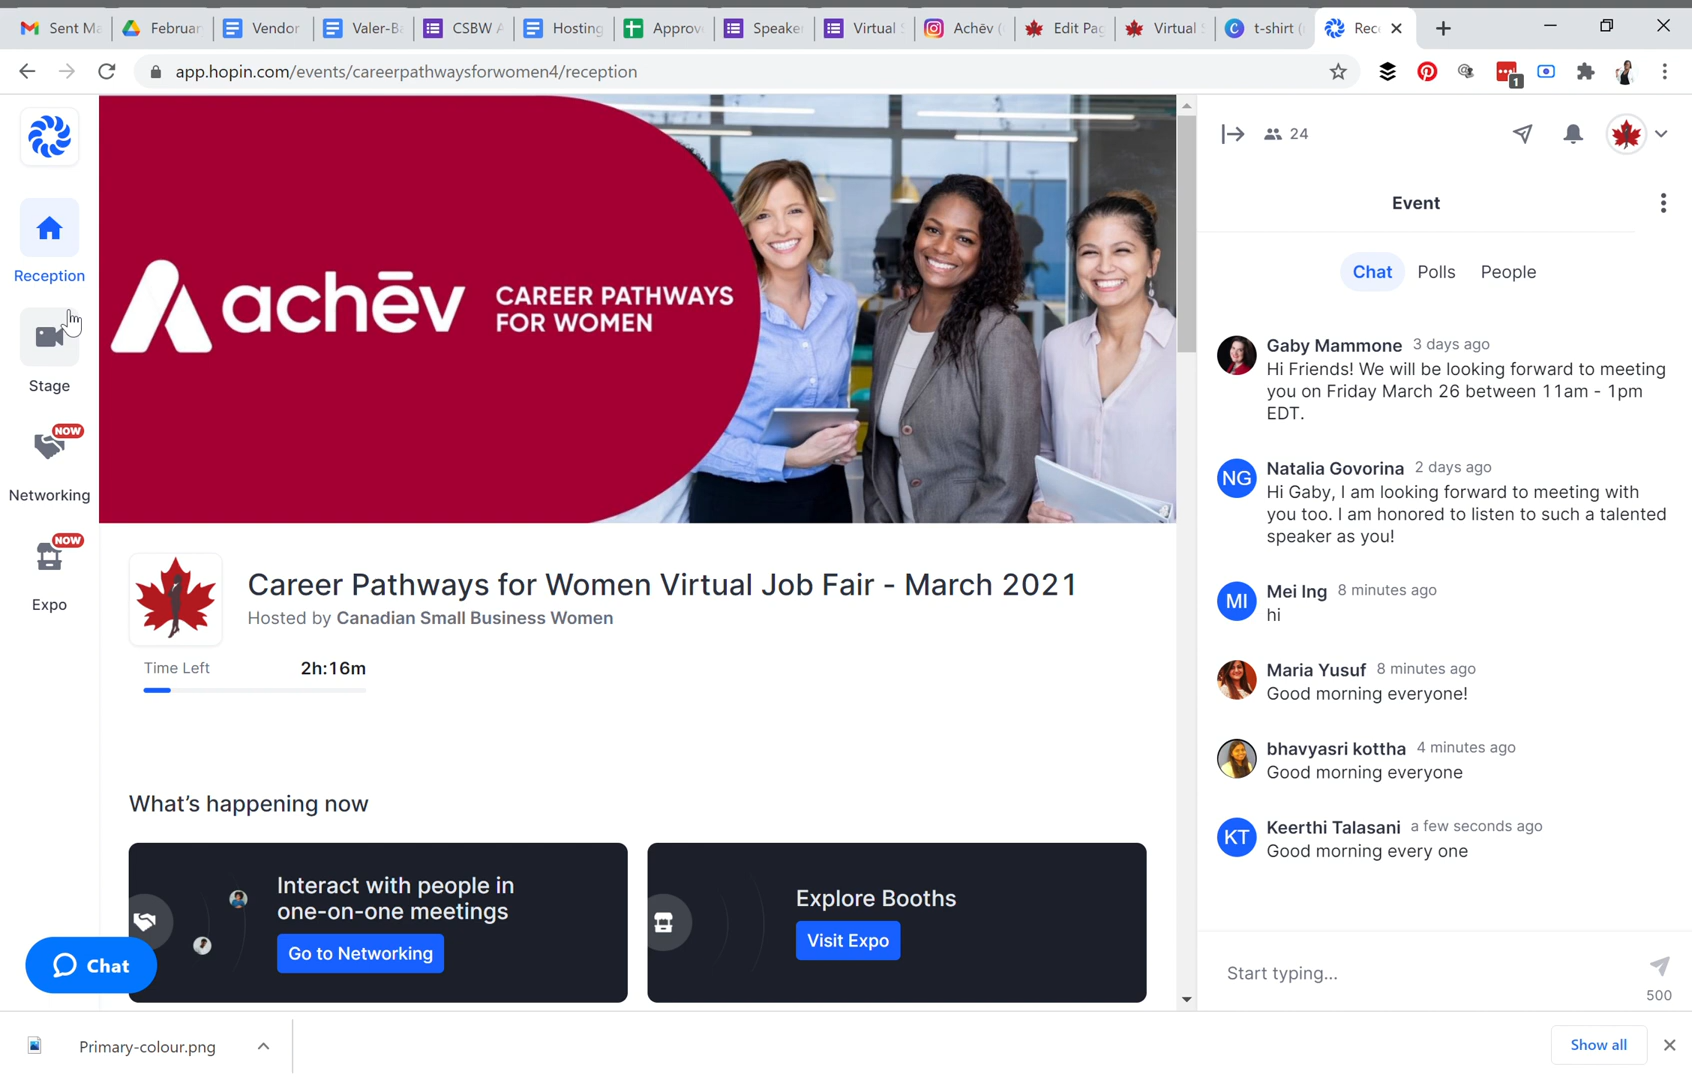 Sent Ma
Februar
Vendor
Valer-Ba
CSBW A
Hosting
Approv
Speaker
Virtual S
Achēv (
Edit Pag
Virtual S
t-shirt (
Rec
app.hopin.com/events/careerpathwaysforwomen4/reception
1
Reception
Stage
NOW
Networking
NOW
Expo
achēv
CAREER PATHWAYS
FOR WOMEN
Career Pathways for Women Virtual Job Fair - March 2021
Hosted by Canadian Small Business Women
Time Left 2h:16m
What's happening now
Interact with people in
one-on-one meetings
Go to Networking
Explore Booths
Visit Expo
Chat
24
Event
Chat Polls People
Gaby Mammone 3 days ago
Hi Friends! We will be looking forward to meeting
you on Friday March 26 between 11am - 1pm
EDT.
NG
Natalia Govorina 2 days ago
Hi Gaby, I am looking forward to meeting with
you too. I am honored to listen to such a talented
speaker as you!
MI
Mei Ing 8 minutes ago
hi
Maria Yusuf 8 minutes ago
Good morning everyone!
bhavyasri kottha 4 minutes ago
Good morning everyone
KT
Keerthi Talasani a few seconds ago
Good morning every one
Start typing...
500
Primary-colour.png
Show all